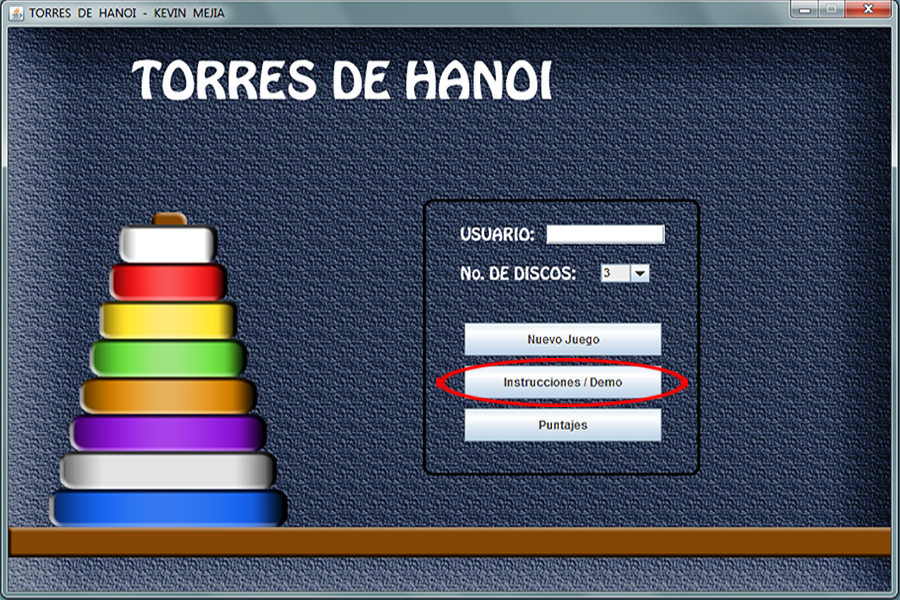 TORRES DE HANOI - KEVIN MEJIA
TORRES DE HANOI
USUARIO:
No. DE DISCOS: 3
Nuevo Juego
Instrucciones / Demo
Puntajes